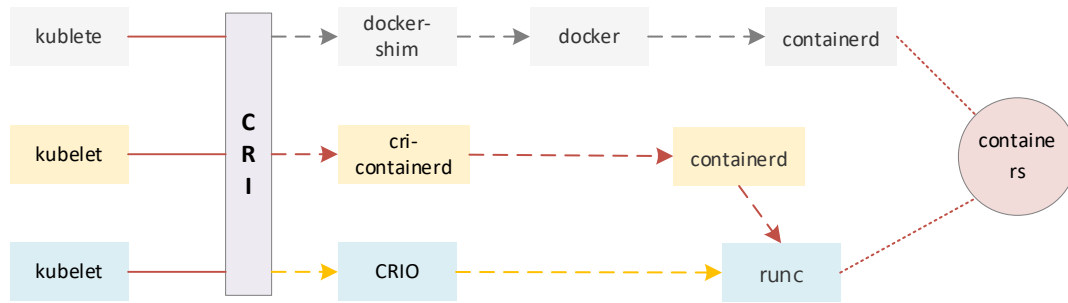 kublete
docker-
shim
docker
containerd
C
R
I
kubelet
cri-
containerd
containerd
containe
rs
kubelet
CRIO
runc